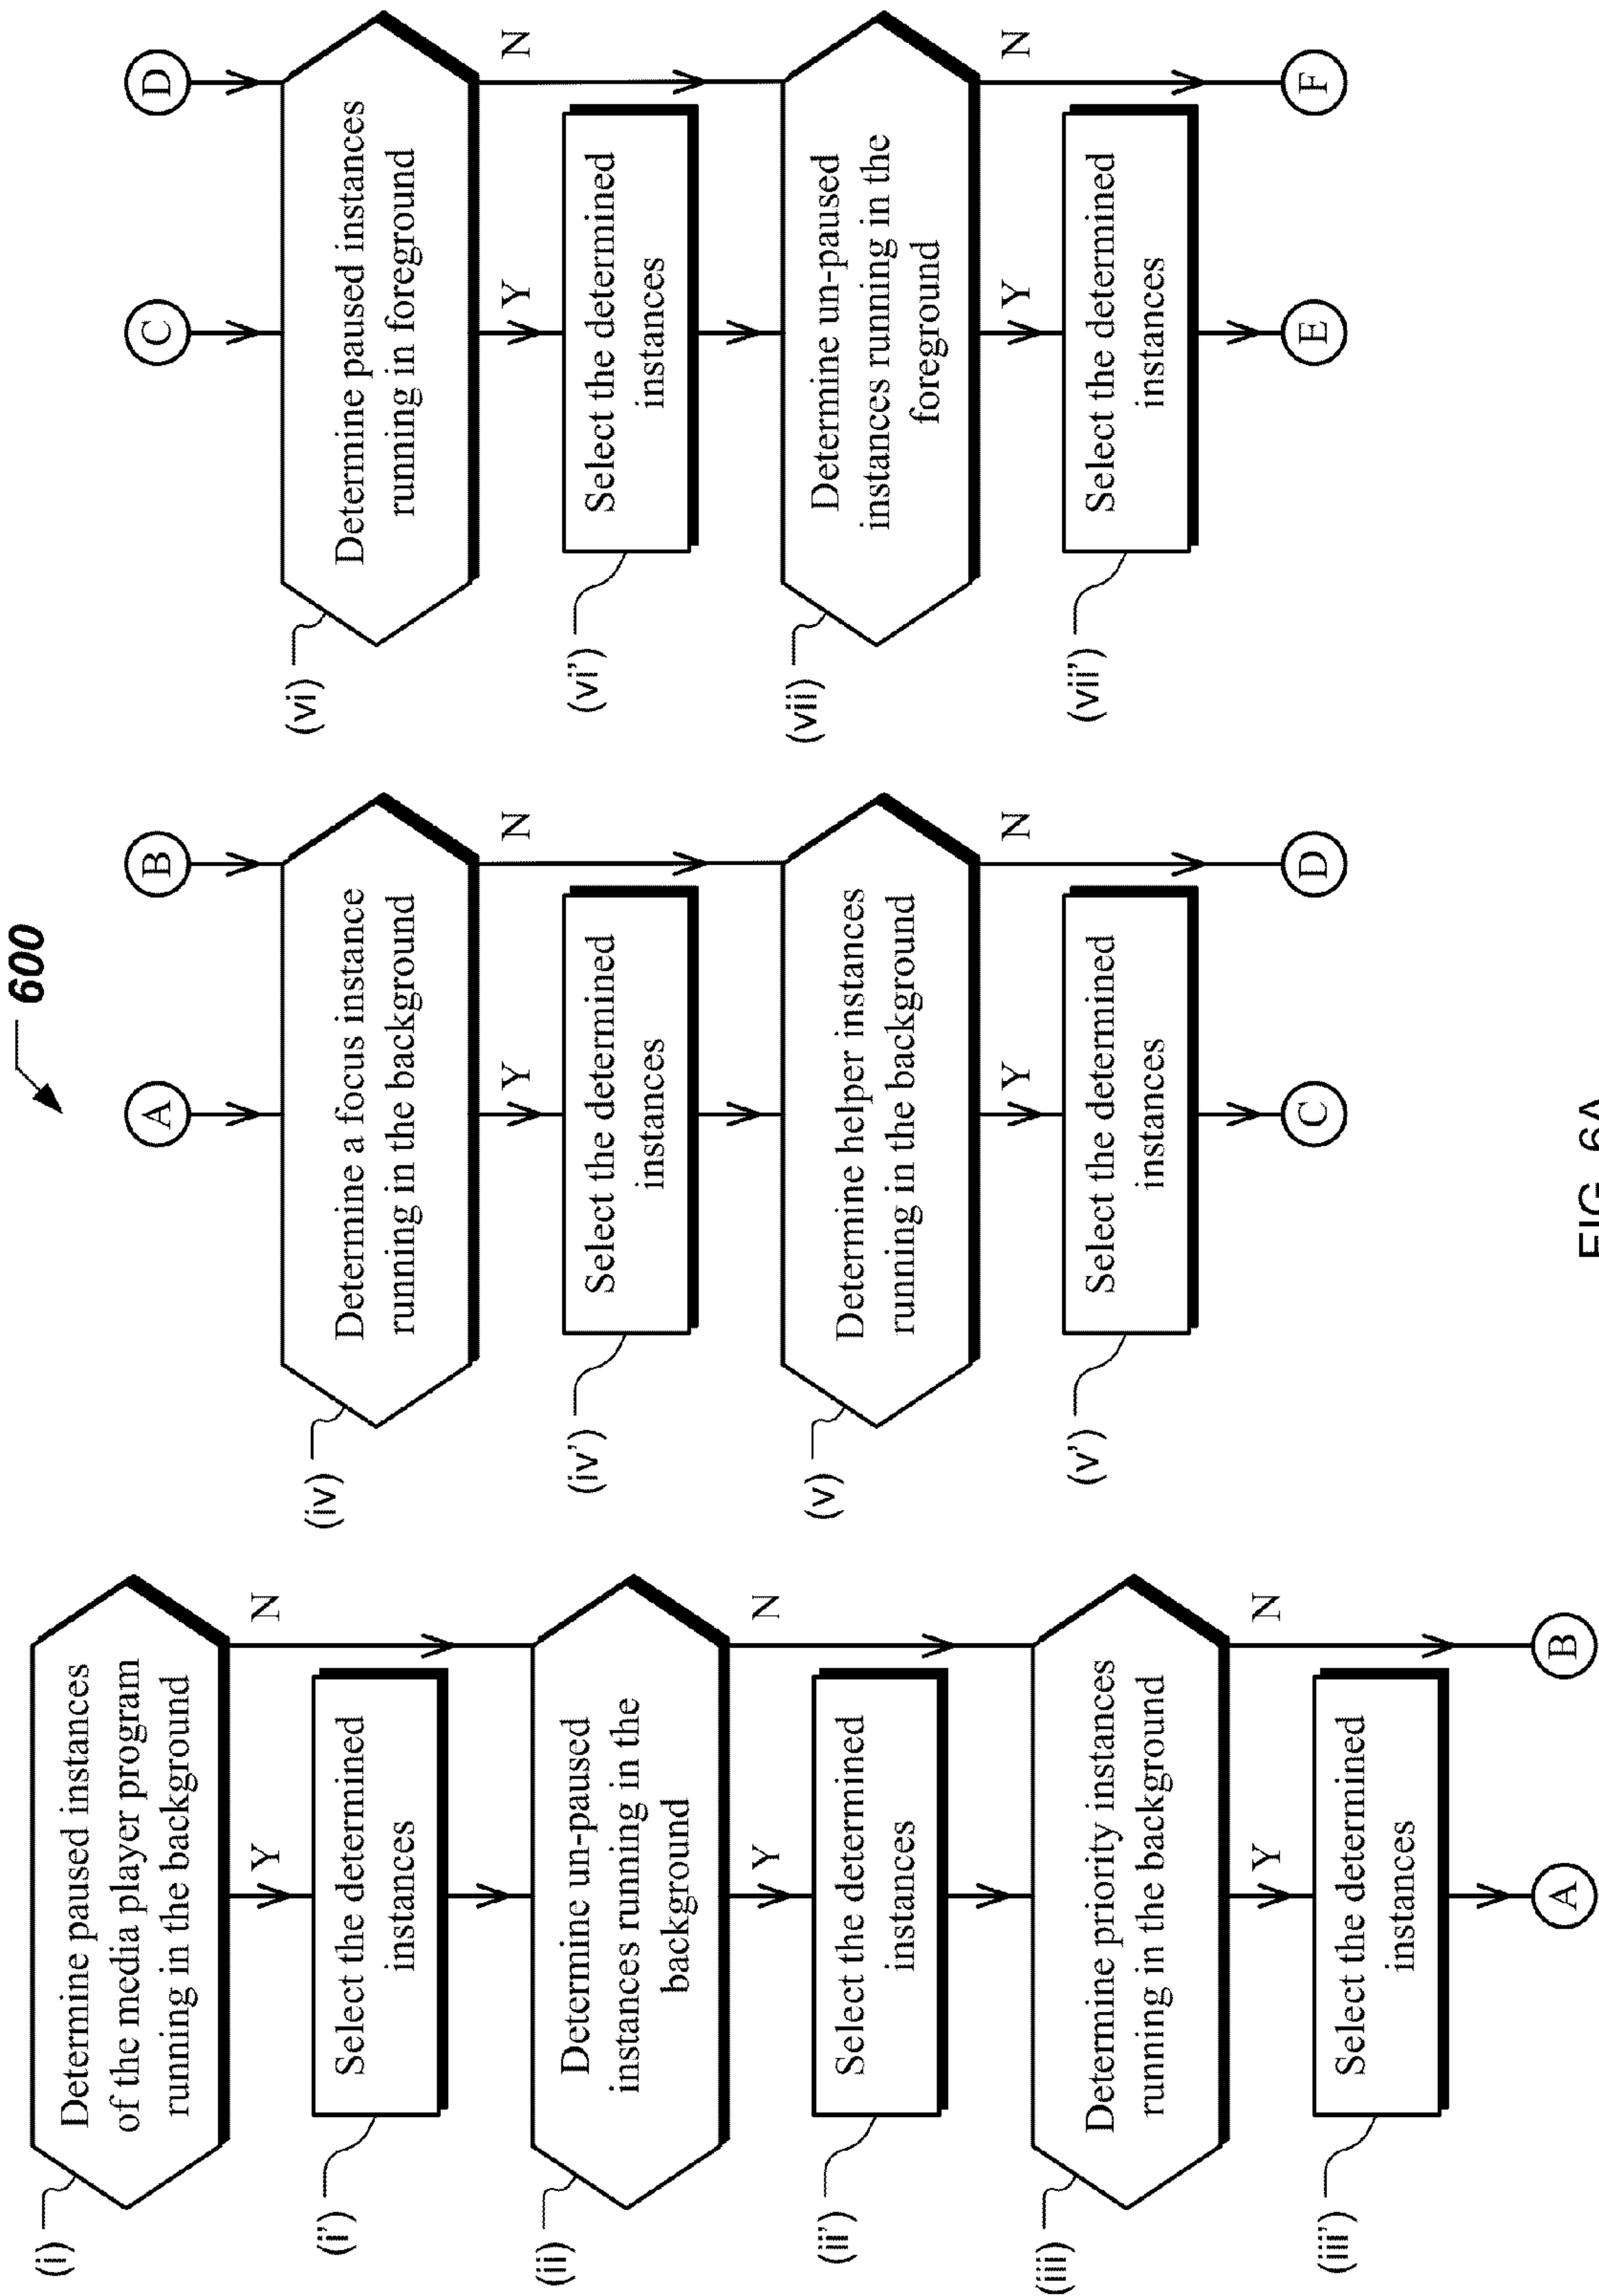 600
(i)
Determine paused instances
of the media player program
running in the background
Y
N
(i')
Select the determined
instances
(ii)
Determine un-paused
instances running in the
background
Y
N
(ii')
Select the determined
instances
(iii)
Determine priority instances
running in the background
Y
N
(iii')
Select the determined
instances
A
B
A
B
(iv)
Determine a focus instance
running in the background
Y
N
(iv')
Select the determined
instances
(v)
Determine helper instances
running in the background
Y
N
(v')
Select the determined
instances
C
D
C
D
(vi)
Determine paused instances
running in foreground
Y
N
(vi')
Select the determined
instances
(vii)
Determine un-paused
instances running in the
foreground
Y
N
(vii')
Select the determined
instances
E
F
FIG. 6A